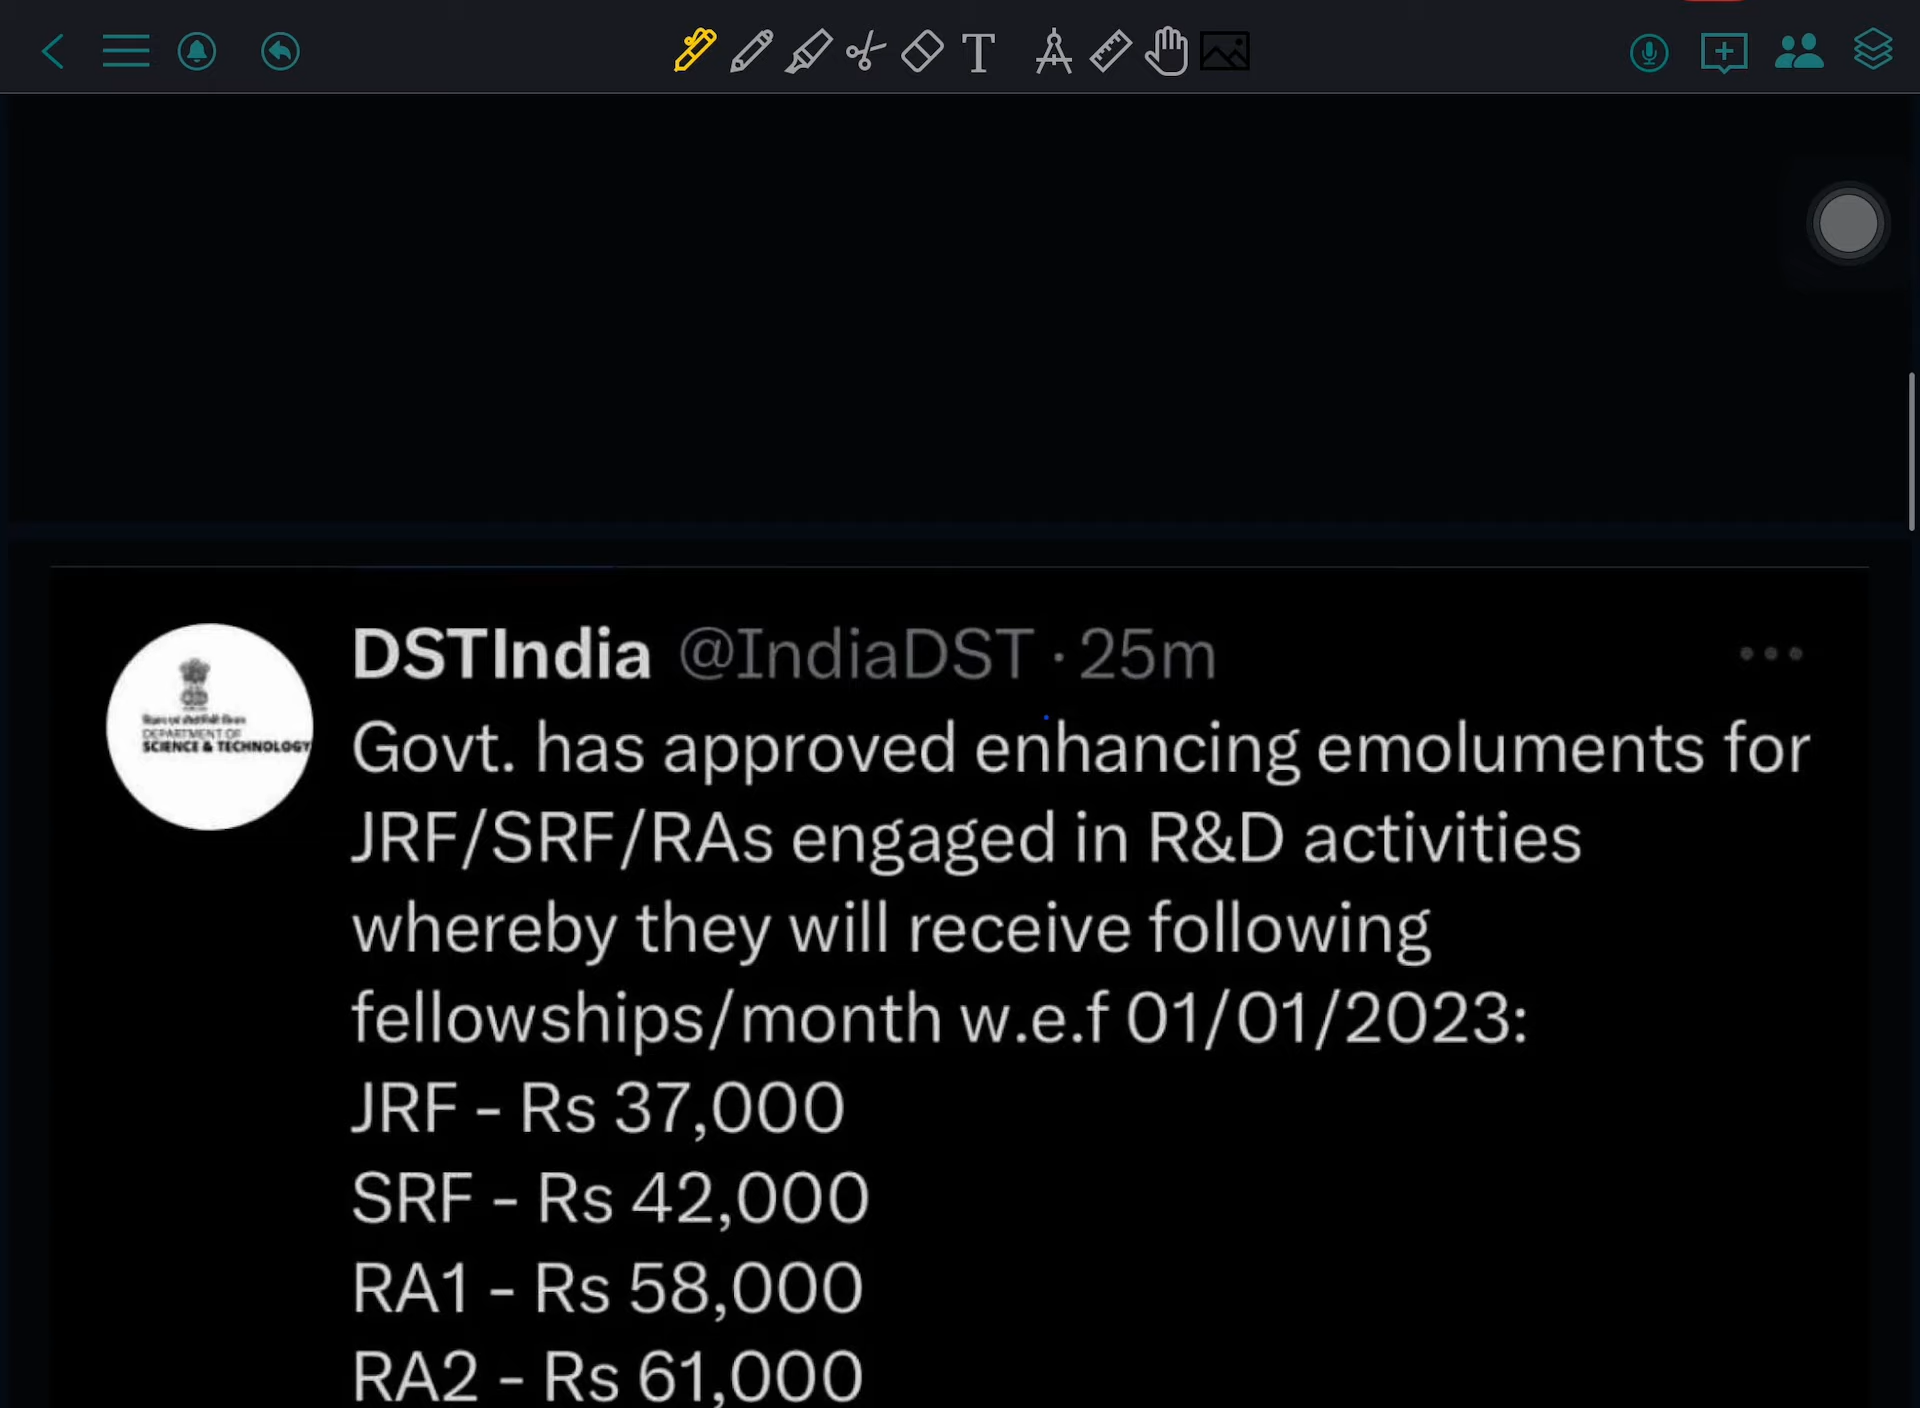 T
DSTIndia @IndiaDST · 25m
DEPARTMENT OF
SCIENCE & TECHNOLOGY
Govt. has approved enhancing emoluments for
JRF/SRF/RAs engaged in R&D activities
whereby they will receive following
fellowships/month w.e.f 01/01/2023:
JRF - Rs 37,000
SRF - Rs 42,000
RA1 - Rs 58,000
RA2 - Rs 61,000